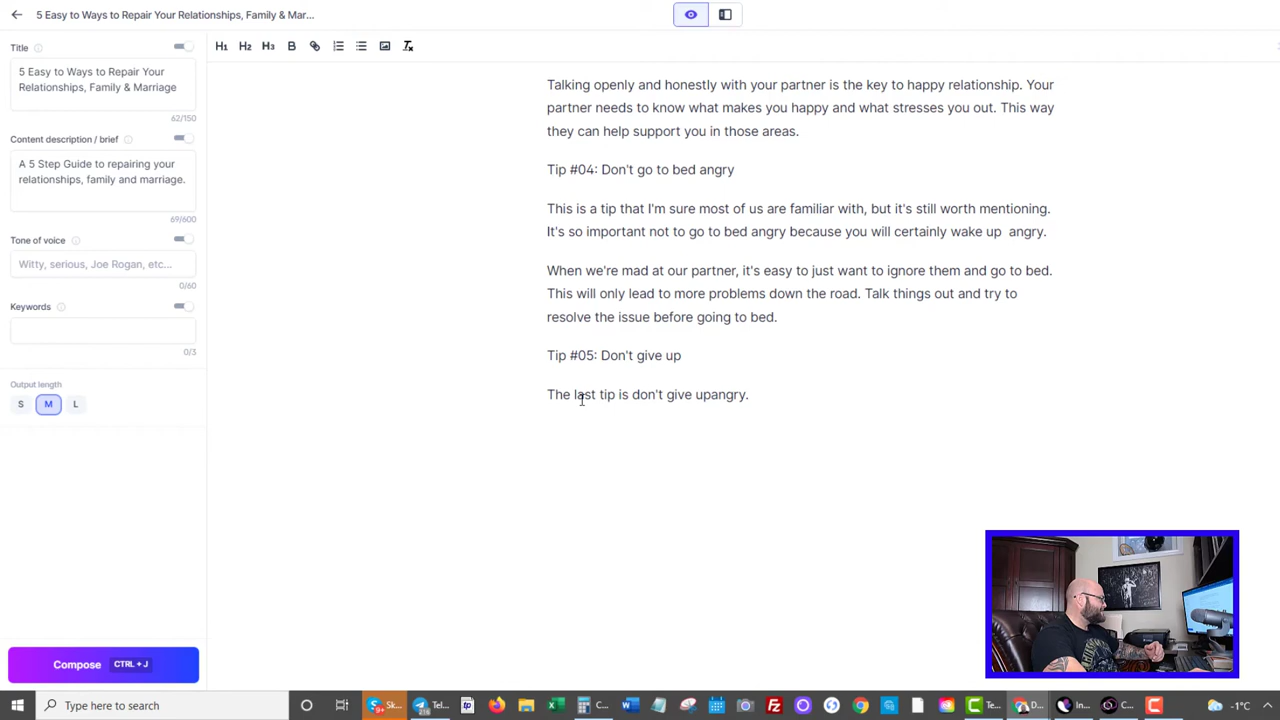 5 Easy to Ways to Repair Your Relationships, Family & Mar...
Title
5 Easy to Ways to Repair Your
Relationships, Family & Marriage
62/150
Content description / brief
A 5 Step Guide to repairing your
relationships, family and marriage.
69/600
Tone of voice
Witty, serious, Joe Rogan, etc...
0/60
Keywords
0/3
Output length
S M L
Compose CTRL + J
H1 H2 H3 B
Talking openly and honestly with your partner is the key to happy relationship. Your
partner needs to know what makes you happy and what stresses you out. This way
they can help support you in those areas.
Tip #04: Don't go to bed angry
This is a tip that I'm sure most of us are familiar with, but it's still worth mentioning.
It's so important not to go to bed angry because you will certainly wake up angry.
When we're mad at our partner, it's easy to just want to ignore them and go to bed.
This will only lead to more problems down the road. Talk things out and try to
resolve the issue before going to bed.
Tip #05: Don't give up
The last tip is don't give upangry.
Type here to search
Sk...
Tel...
C...
Te...
D...
In...
C...
-1°C